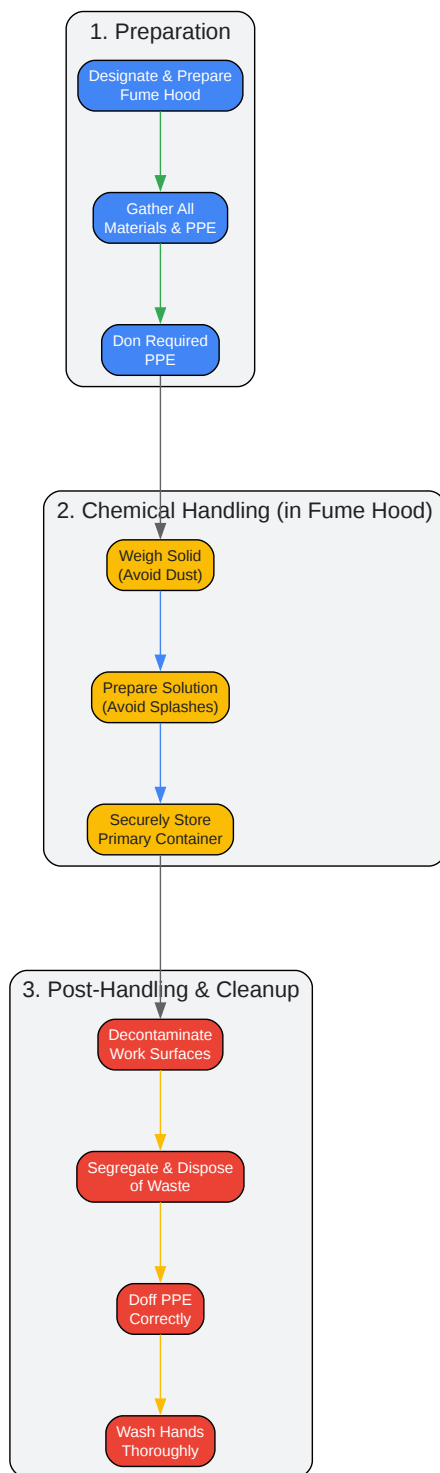 1. Preparation
Designate & Prepare
Fume Hood
Gather All
Materials & PPE
Don Required
PPE
2. Chemical Handling (in Fume Hood)
Weigh Solid
(Avoid Dust)
Prepare Solution
(Avoid Splashes)
Securely Store
Primary Container
3. Post-Handling & Cleanup
Decontaminate
Work Surfaces
Segregate & Dispose
of Waste
Doff PPE
Correctly
Wash Hands
Thoroughly